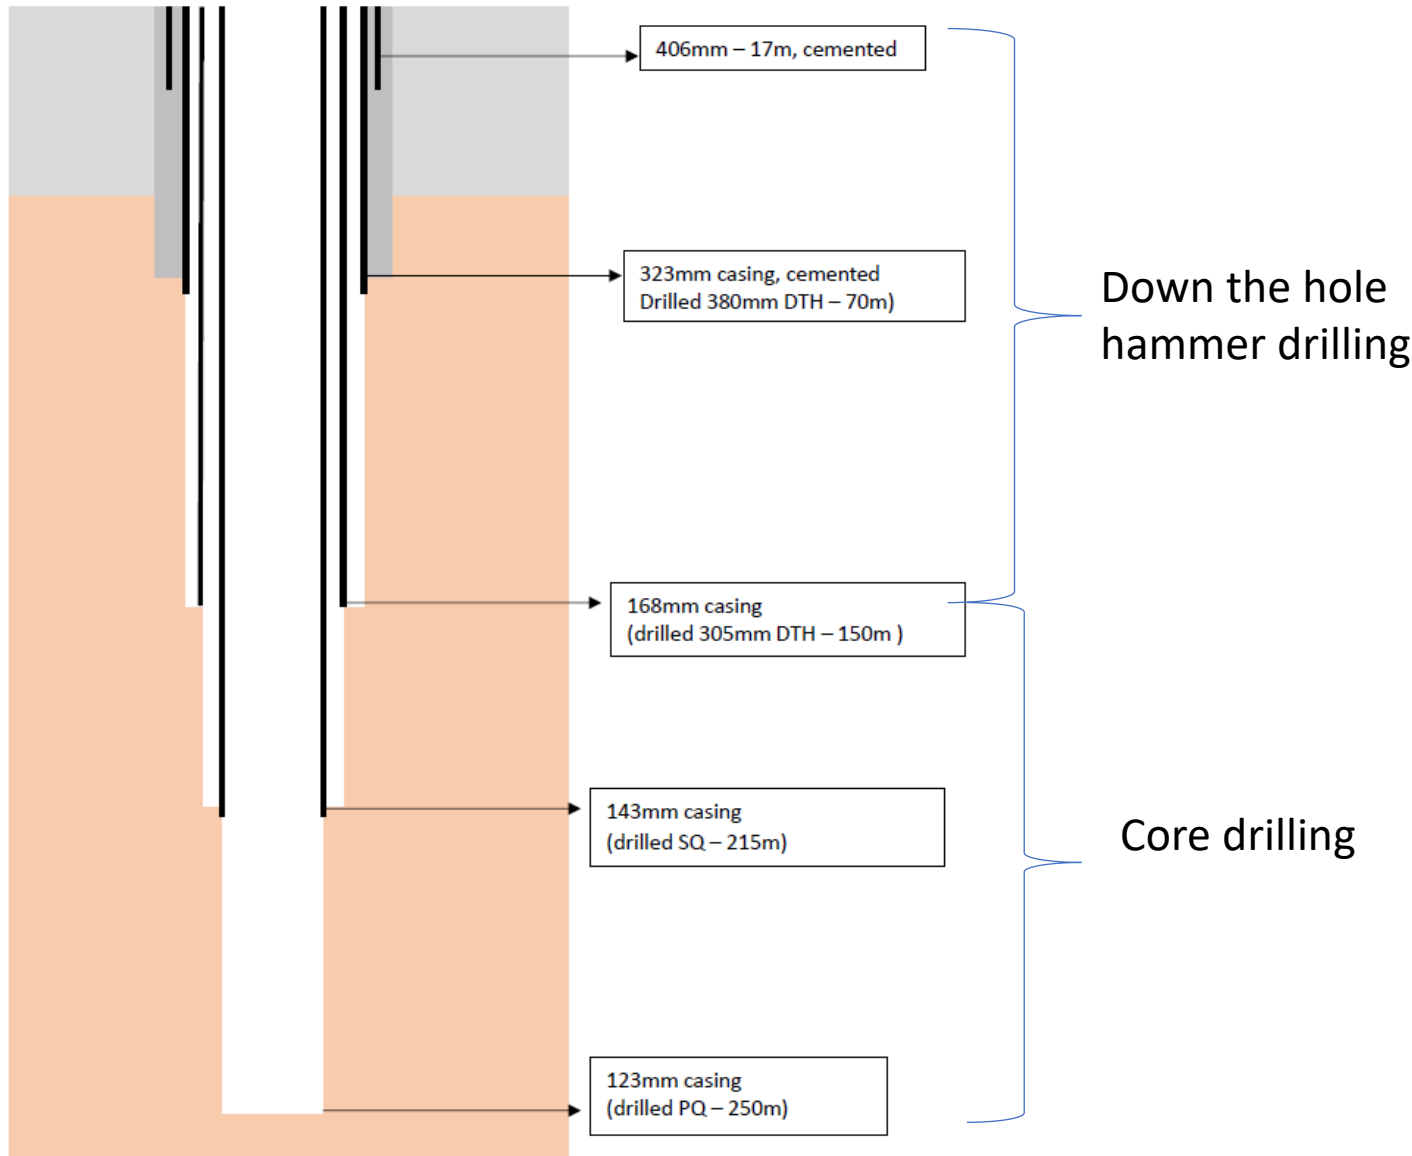 406mm – 17m, cemented
323mm casing, cemented
Drilled 380mm DTH – 70m)
Down the hole
hammer drilling
168mm casing
(drilled 305mm DTH – 150m )
143mm casing
(drilled SQ – 215m)
Core drilling
123mm casing
(drilled PQ – 250m)